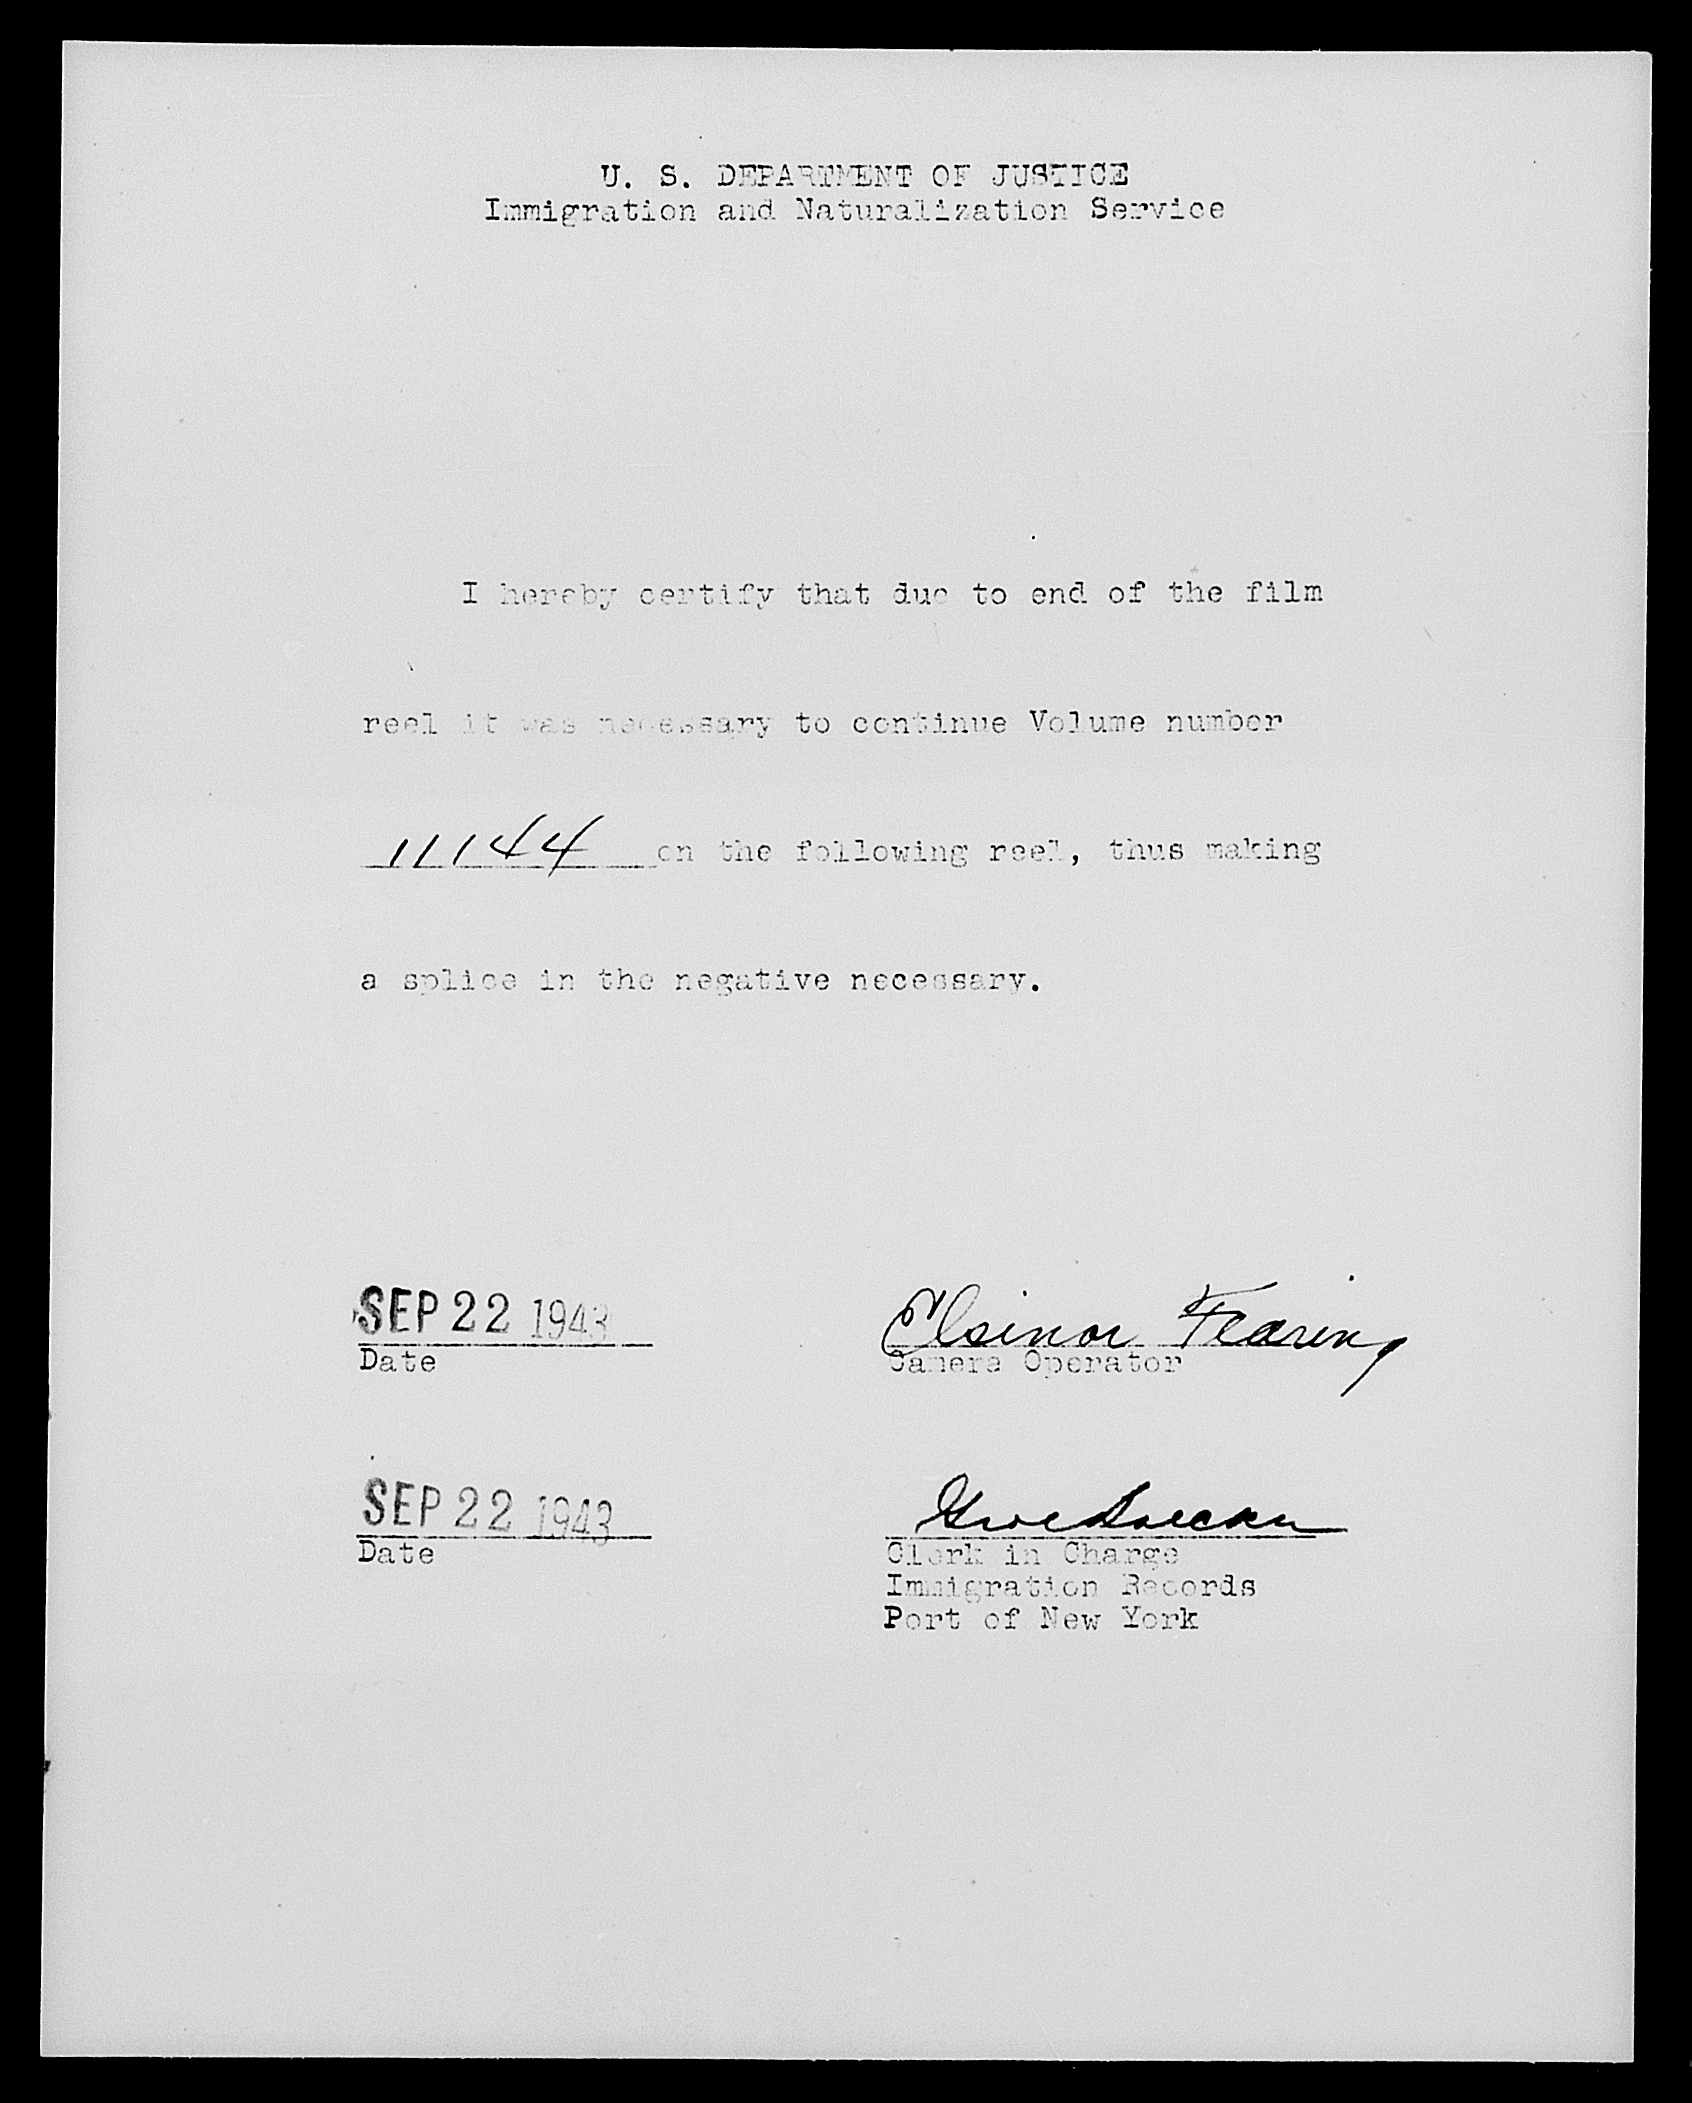 U. S. DEPARTMENT OF JUSTICE
Immigration and Naturalization Service
I hereby certify that due to end of the film
reel it was necessary to continue Volume number
11144 on the following reel, thus making
a splice in the negative necessary.
SEP 22 1943 Elsinor Fearing
Date Camera Operator
SEP 22 1943
Date Clerk in Charge
Immigration Records
Port of New York